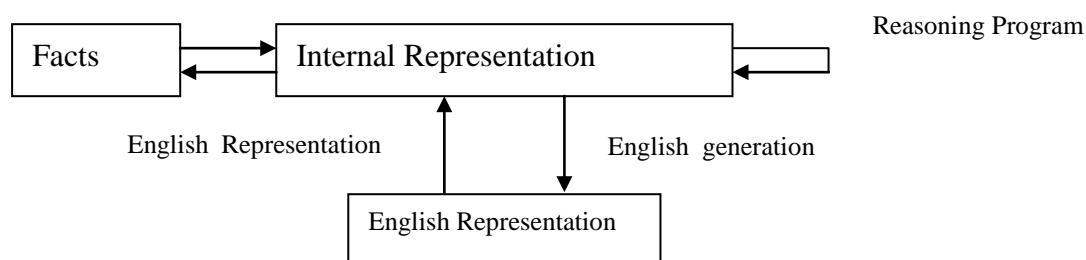 Reasoning Program
Facts
Internal Representation
English Representation
English generation
English Representation